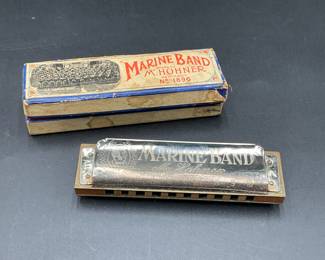 MARINE BAND
M. HOHNER
No. 1896
MARINE BAND